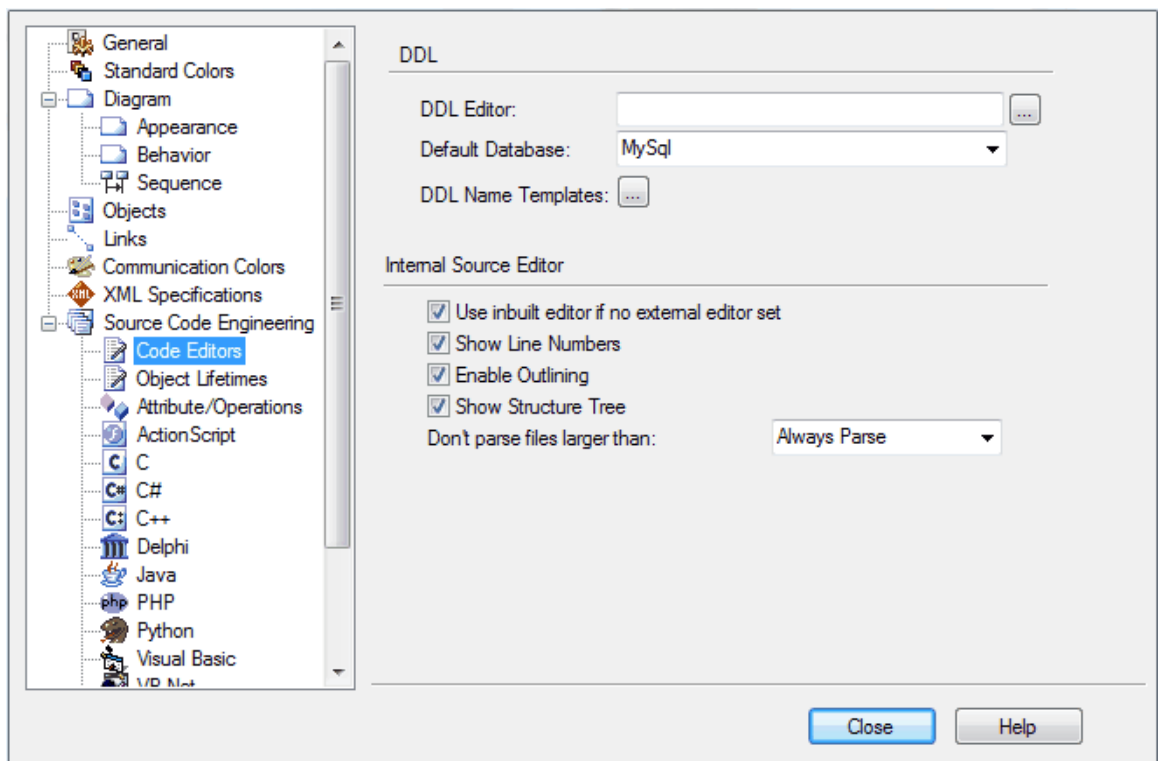 General
Standard Colors
Diagram
Appearance
Behavior
Sequence
Objects
Links
Communication Colors
XML Specifications
Source Code Engineering
Code Editors
Object Lifetimes
Attribute/Operations
ActionScript
C
C#
C++
Delphi
Java
php PHP
Python
Visual Basic
VB.Net
DDL
DDL Editor: ...
Default Database: MySql
DDL Name Templates: ...
Internal Source Editor
Use inbuilt editor if no external editor set
Show Line Numbers
Enable Outlining
Show Structure Tree
Don't parse files larger than: Always Parse
Close Help